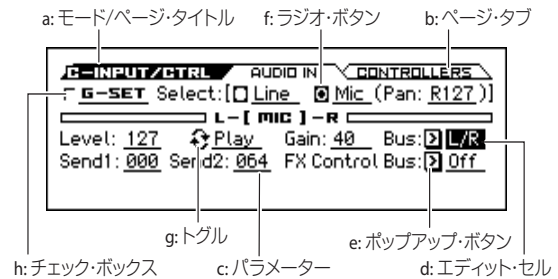 a: モード/ページ・タイトル
f: ラジオ・ボタン
b: ページ・タブ
C-INPUT/CTRL AUDIO IN CONTROLLERS
G-SET Select:[ Line Mic (Pan: R127 )]
L-[ MIC ]-R
Level: 127 Play Gain: 40 Bus: L/R
Send1: 000 Send2: 064 FX Control Bus: Off
g: トグル
e: ポップアップ・ボタン
h: チェック・ボックス
c: パラメーター
d: エディット・セル